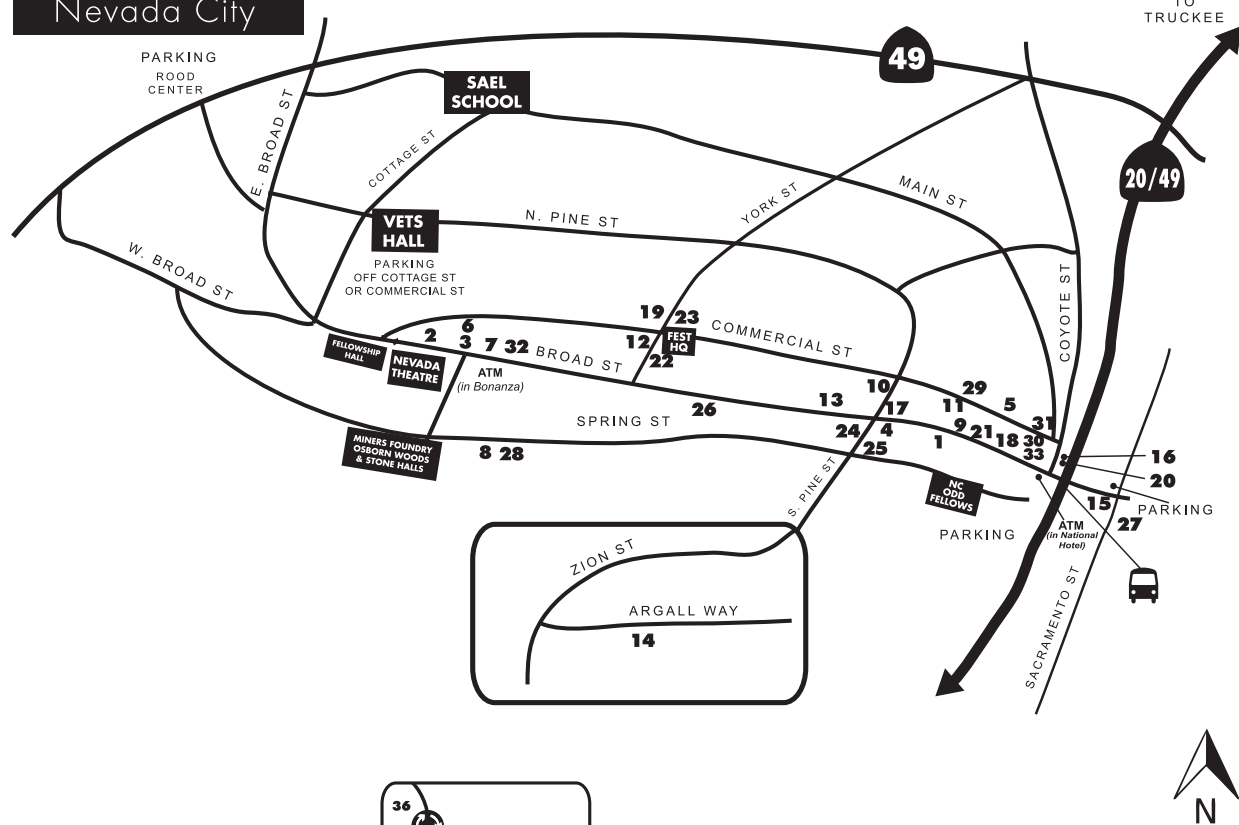 Nevada City
TO
TRUCKEE
PARKING
ROOD
CENTER
49
SAEL
SCHOOL
E. BROAD ST
COTTAGE ST
20/49
MAIN ST
YORK ST
N. PINE ST
VETS
HALL
PARKING
OFF COTTAGE ST
OR COMMERCIAL ST
W. BROAD ST
COYOTE ST
19 23
6
2
3 7 32
12
FEST
HQ
22
COMMERCIAL ST
BROAD ST
FELLOWSHIP
HALL
NEVADA
THEATRE
ATM
(in Bonanza)
10
29
13
17
11
5
26
SPRING ST
24 4
25
1
9
21
18
31
30
33
16
20
MINERS FOUNDRY
OSBORN WOODS
& STONE HALLS
8 28
S. PINE ST
NC
ODD
FELLOWS
PARKING
15
PARKING
27
ATM
(in National
Hotel)
ZION ST
ARGALL WAY
14
SACRAMENTO ST
36
N